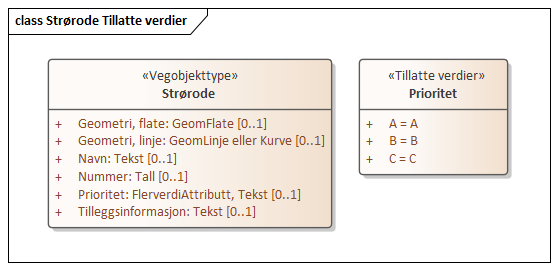 class Strørode Tillatte verdier
«Vegobjekttype»
Strørode
+ Geometri, flate: GeomFlate [0..1]
+ Geometri, linje: GeomLinje eller Kurve [0..1]
+ Navn: Tekst [0..1]
+ Nummer: Tall [0..1]
+ Prioritet: FlerverdiAttributt, Tekst [0..1]
+ Tilleggsinformasjon: Tekst [0..1]
«Tillatte verdier»
Prioritet
+ A = A
+ B = B
+ C = C